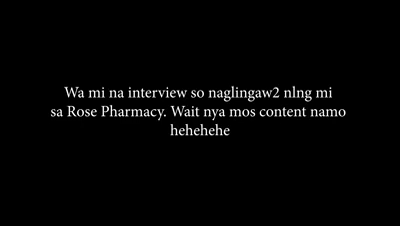 Wa mi na interview so naglingaw2 nlng mi
sa Rose Pharmacy. Wait nya mos content namo
hehehehe